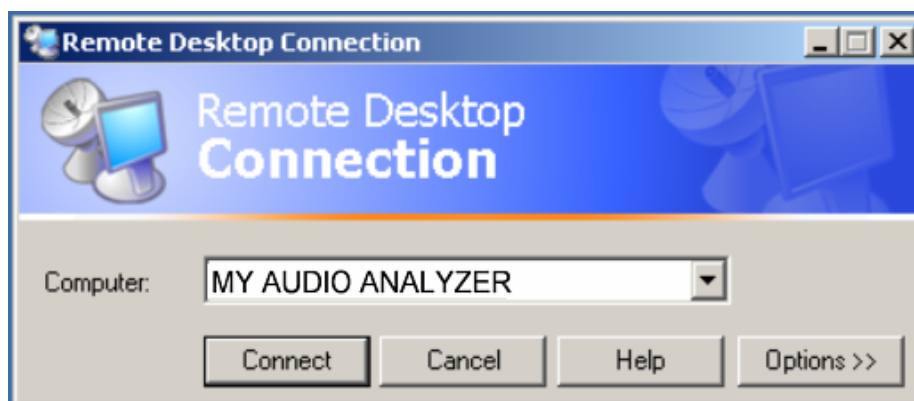 Remote Desktop Connection
Remote Desktop
Connection
Computer: MY AUDIO ANALYZER
Connect Cancel Help Options >>